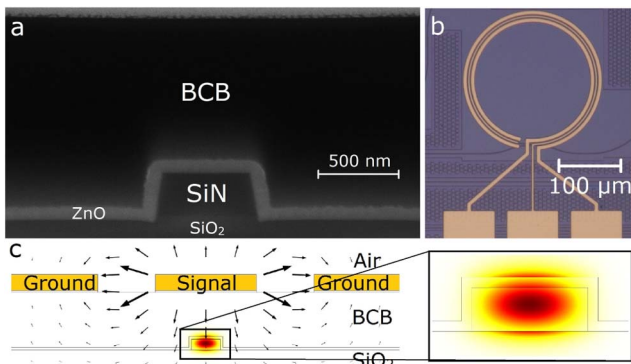 a
BCB
500 nm
SiN
ZnO
SiO₂
b
100 µm
c
Air
Ground
Signal
Ground
BCB
SiO₂